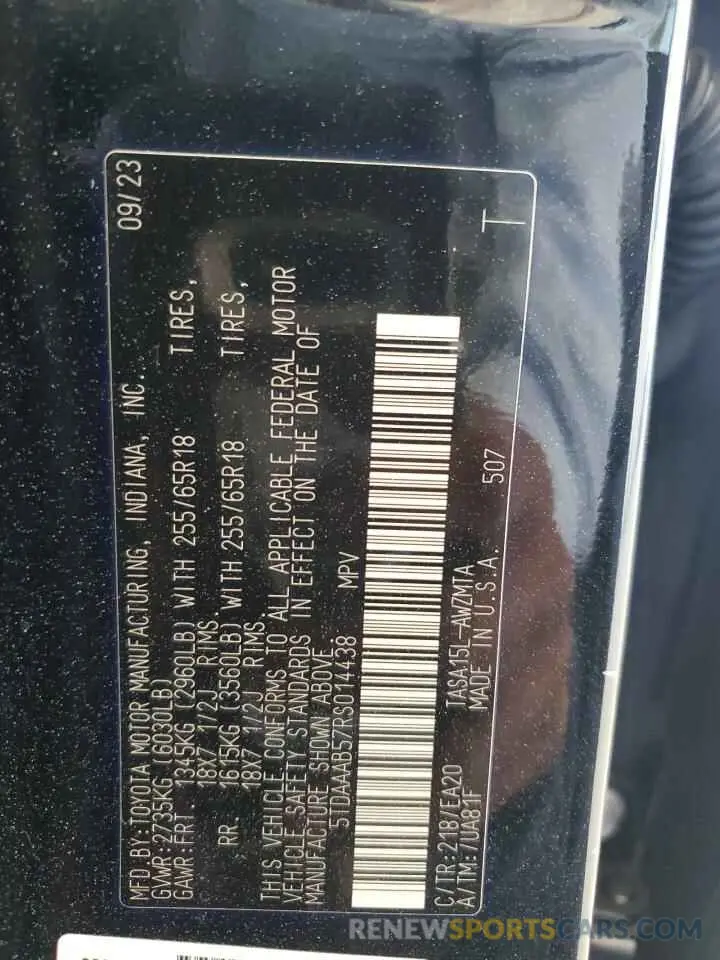 MFD.BY:TOYOTA MOTOR MANUFACTURING, INDIANA, INC. 09/23
GVWR:2735KG (6030LB)
GAWR:FRT 1345KG (2960LB) WITH 255/65R18 TIRES,
18X7 1/2J RIMS
RR. 1615KG (3560LB) WITH 255/65R18 TIRES,
18X7 1/2J RIMS.
THIS VEHICLE CONFORMS TO ALL APPLICABLE FEDERAL MOTOR
VEHICLE SAFETY STANDARDS IN EFFECT ON THE DATE OF
MANUFACTURE SHOWN ABOVE.
5TDAAAB57RS014438 MPV
C/TR:218/EA20 TASA15L-AWZMTA
A/TM:/UA81F MADE IN U.S.A. 507 T
RENEWSPORTSCARS.COM